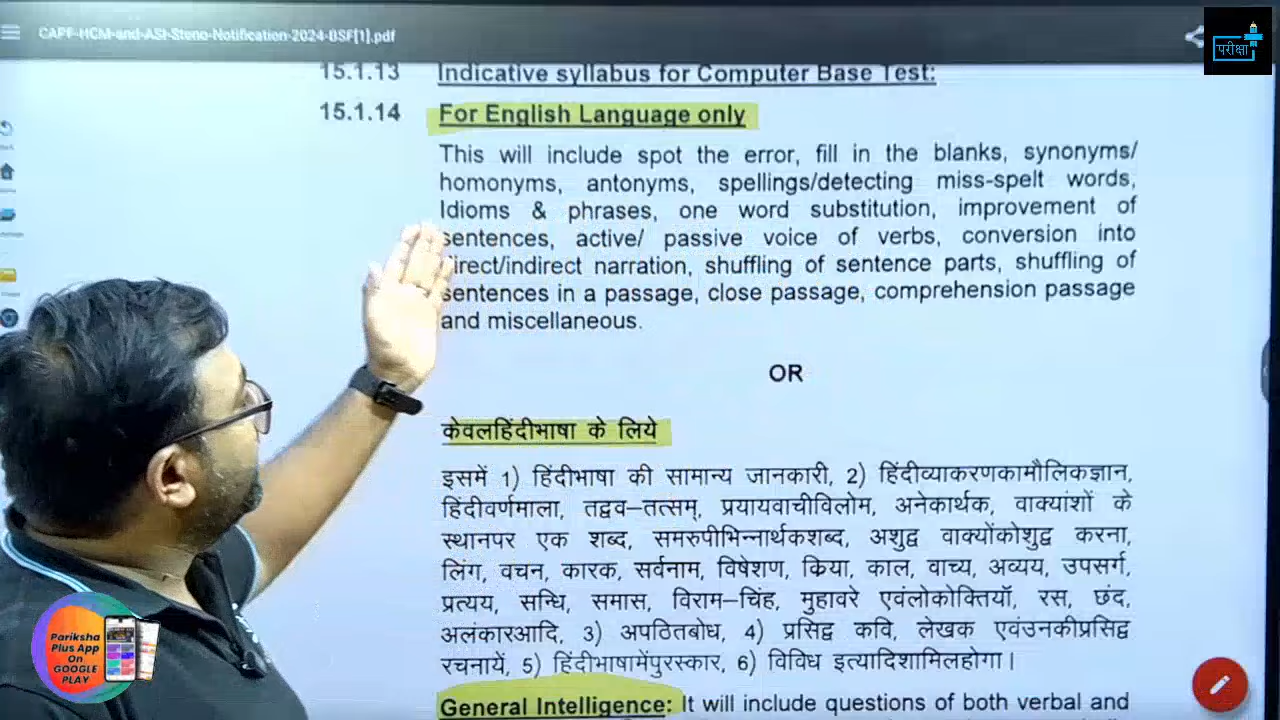 CAPF-HCM-and-ASI-Steno-Notification-2024-BSF[1].pdf
परीक्षा
15.1.13 Indicative syllabus for Computer Base Test:
15.1.14 For English Language only
This will include spot the error, fill in the blanks, synonyms/
homonyms, antonyms, spellings/detecting miss-spelt words,
Idioms & phrases, one word substitution, improvement of
sentences, active/ passive voice of verbs, conversion into
direct/indirect narration, shuffling of sentence parts, shuffling of
sentences in a passage, close passage, comprehension passage
and miscellaneous.
OR
केवलहिंदीभाषा के लिये
इसमें 1) हिंदीभाषा की सामान्य जानकारी, 2) हिंदीव्याकरणकामौलिकज्ञान,
हिंदीवर्णमाला, तद्वव–तत्सम्, प्रयायवाचीविलोम, अनेकार्थक, वाक्यांशों के
स्थानपर एक शब्द, समरुपीभिन्नार्थकशब्द, अशुद्व वाक्योंकोशुद्व करना,
लिंग, वचन, कारक, सर्वनाम, विषेशण, क्रिया, काल, वाच्य, अव्यय, उपसर्ग,
प्रत्यय, सन्धि, समास, विराम–चिंह, मुहावरे एवंलोकोक्तियॉ, रस, छंद,
अलंकारआदि, 3) अपठितबोध, 4) प्रसिद्व कवि, लेखक एवंउनकीप्रसिद्व
रचनायें, 5) हिंदीभाषामेंपुरस्कार, 6) विविध इत्यादिशामिलहोगा।
General Intelligence: It will include questions of both verbal and
Pariksha
Plus App
On
GOOGLE
PLAY